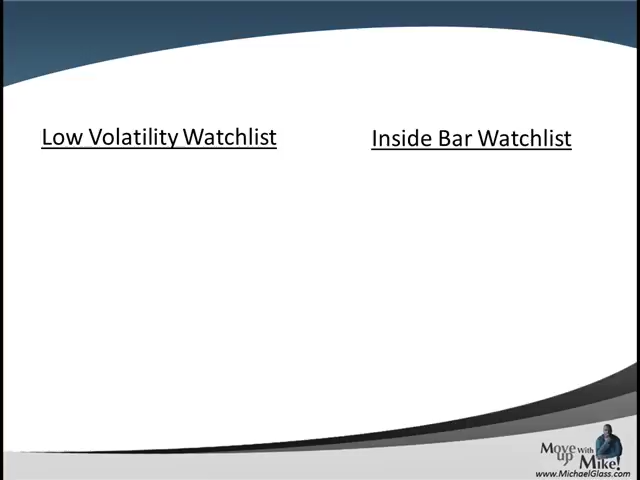 Low Volatility Watchlist
Inside Bar Watchlist
Move up With Mike!
www.MichaelGlass.com